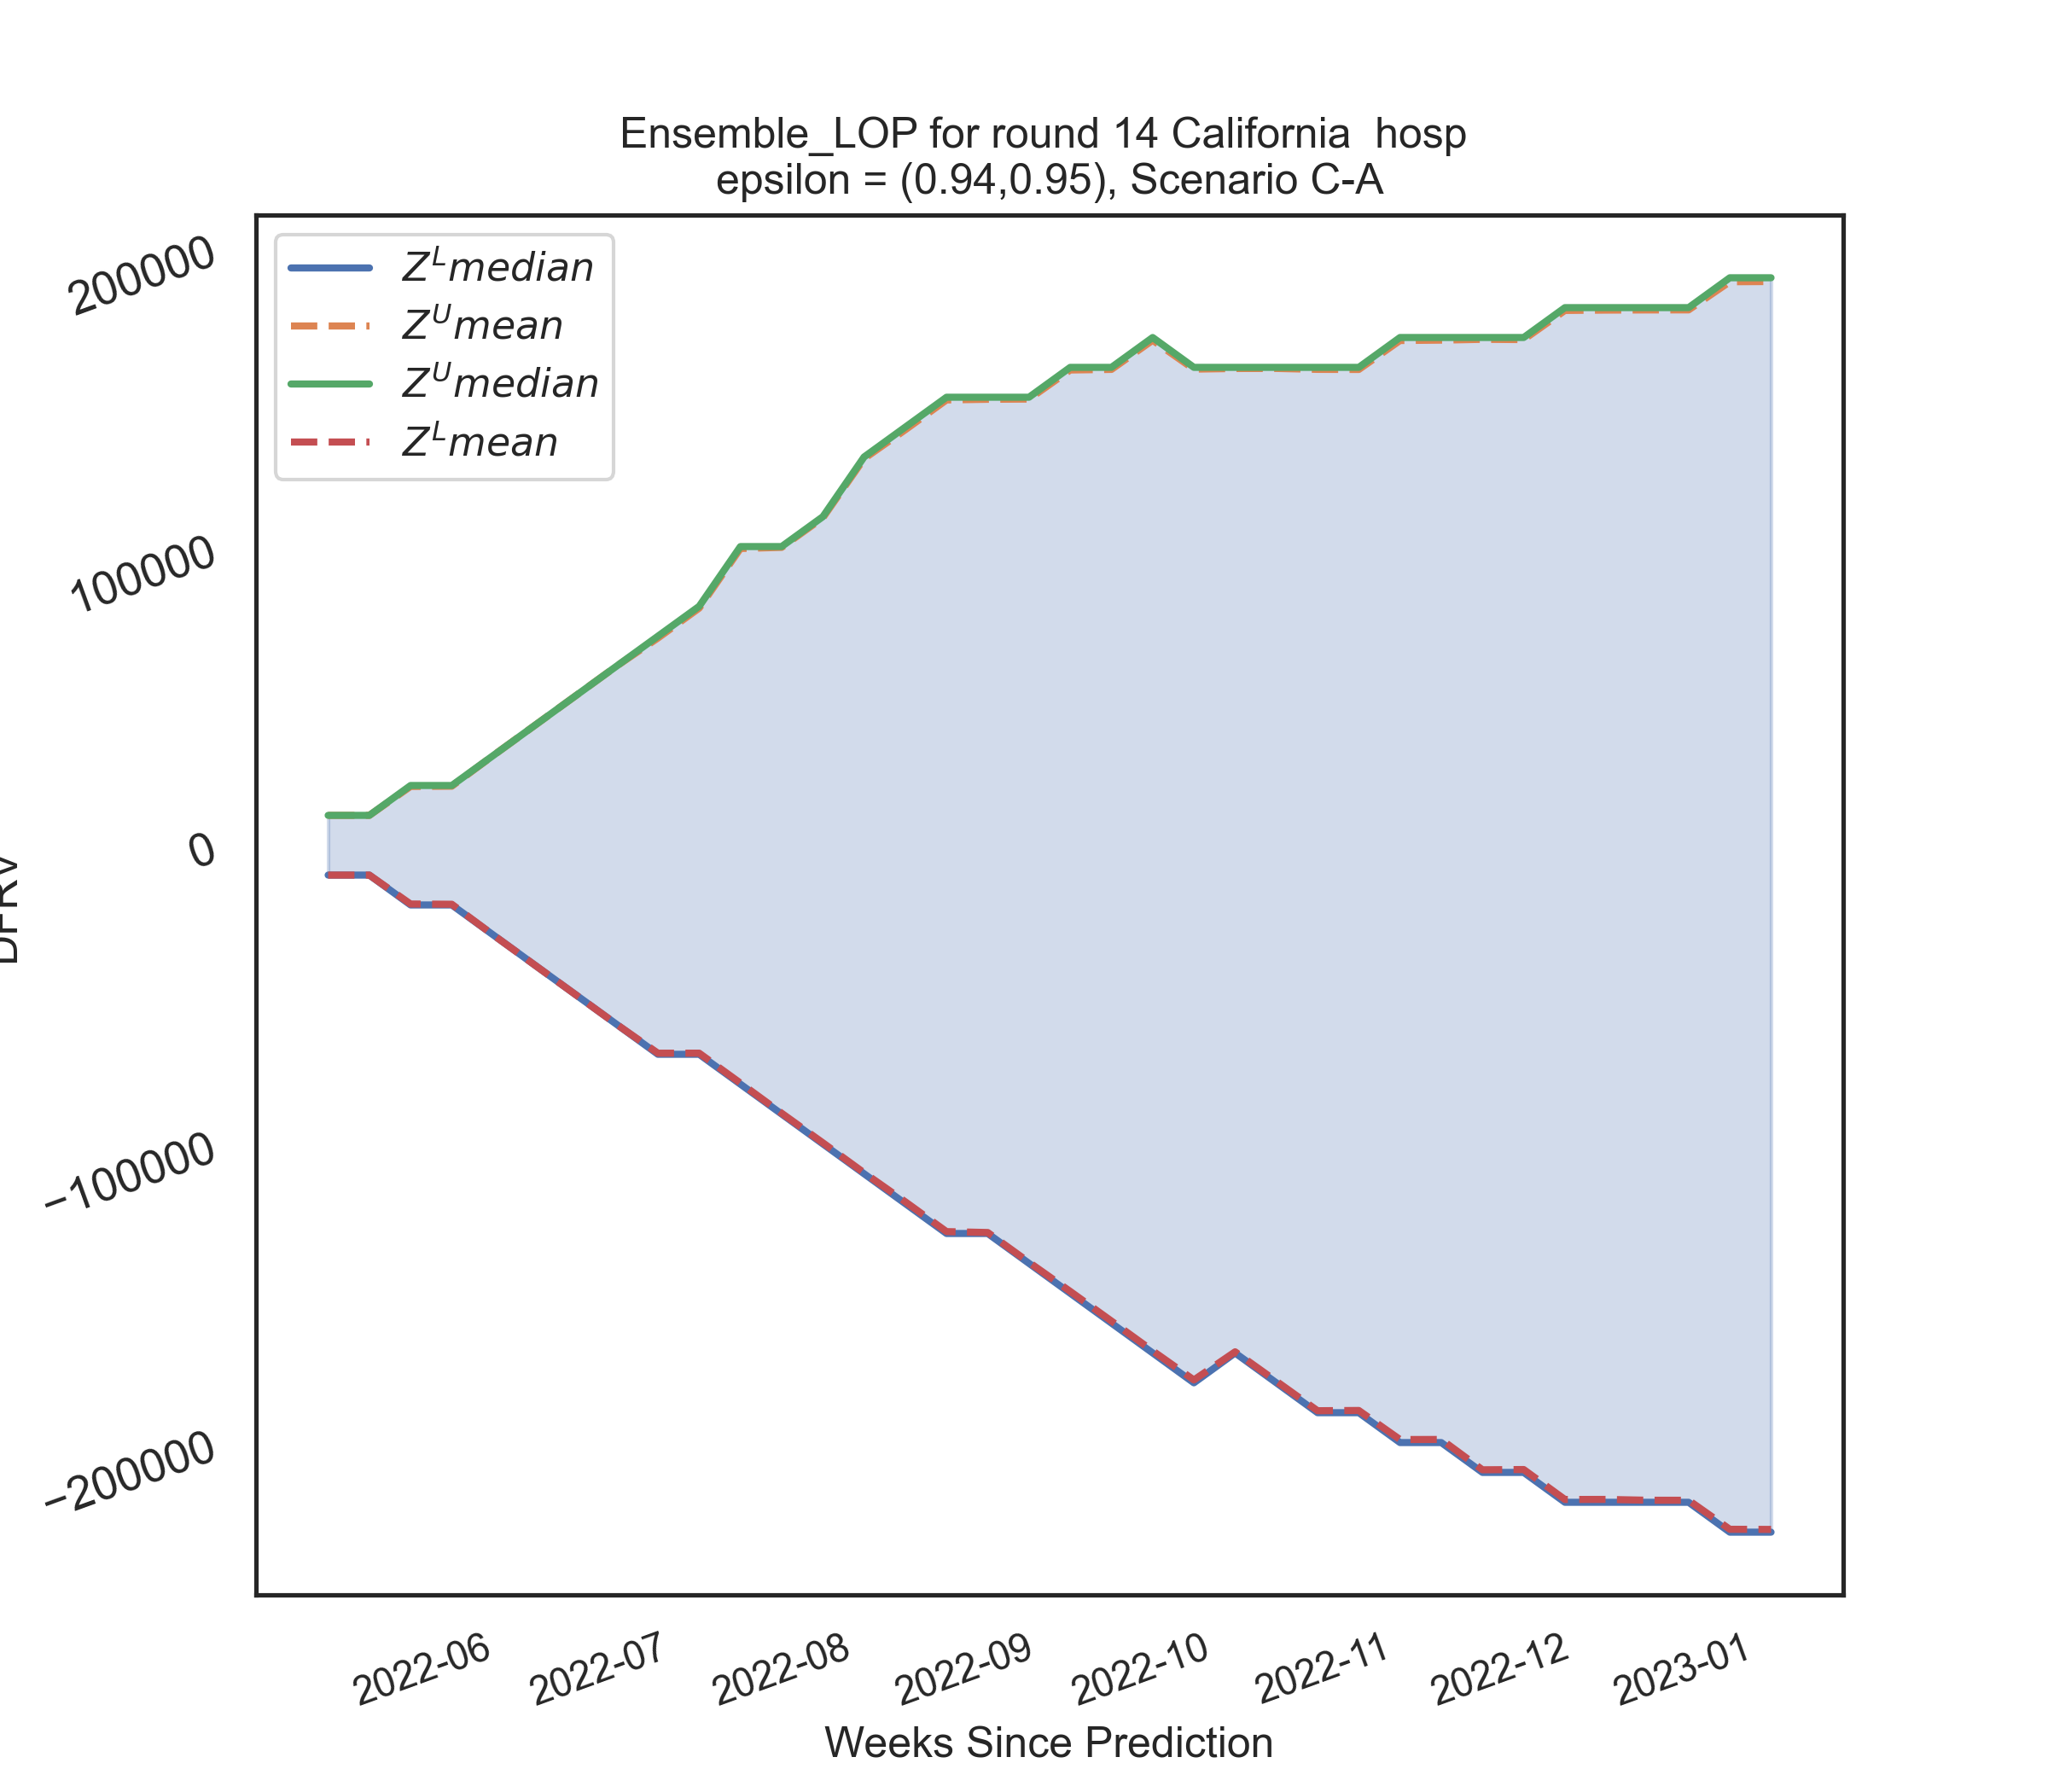 Ensemble_LOP for round 14 California  hosp
epsilon = (0.94,0.95), Scenario C-A
Z^L median
Z^U mean
Z^U median
Z^L mean
200000
100000
0
−100000
−200000
2022-06
2022-07
2022-08
2022-09
2022-10
2022-11
2022-12
2023-01
Weeks Since Prediction